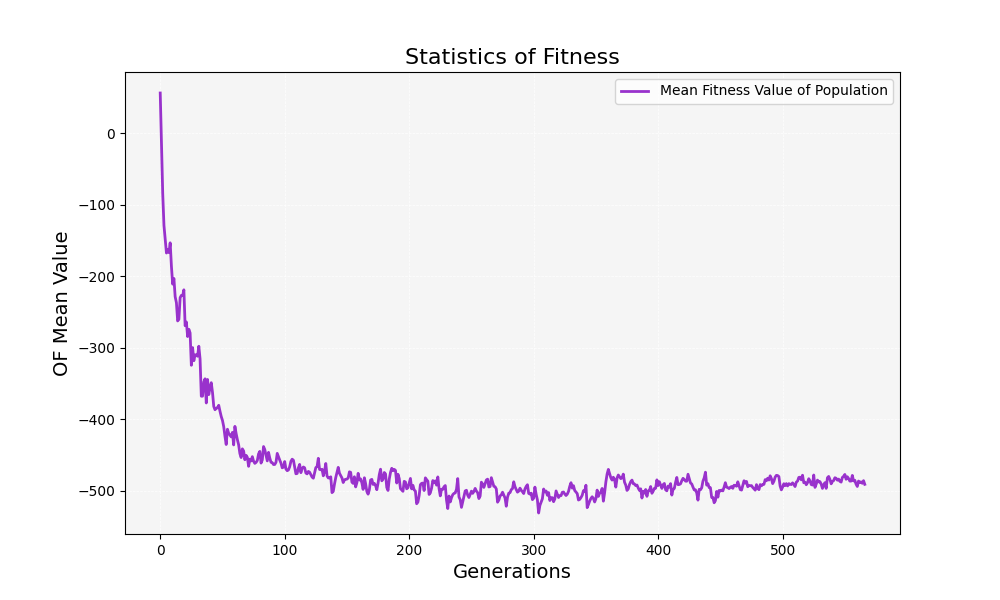 Statistics of Fitness
Mean Fitness Value of Population
OF Mean Value
0
−100
−200
−300
−400
−500
0 100 200 300 400 500
Generations